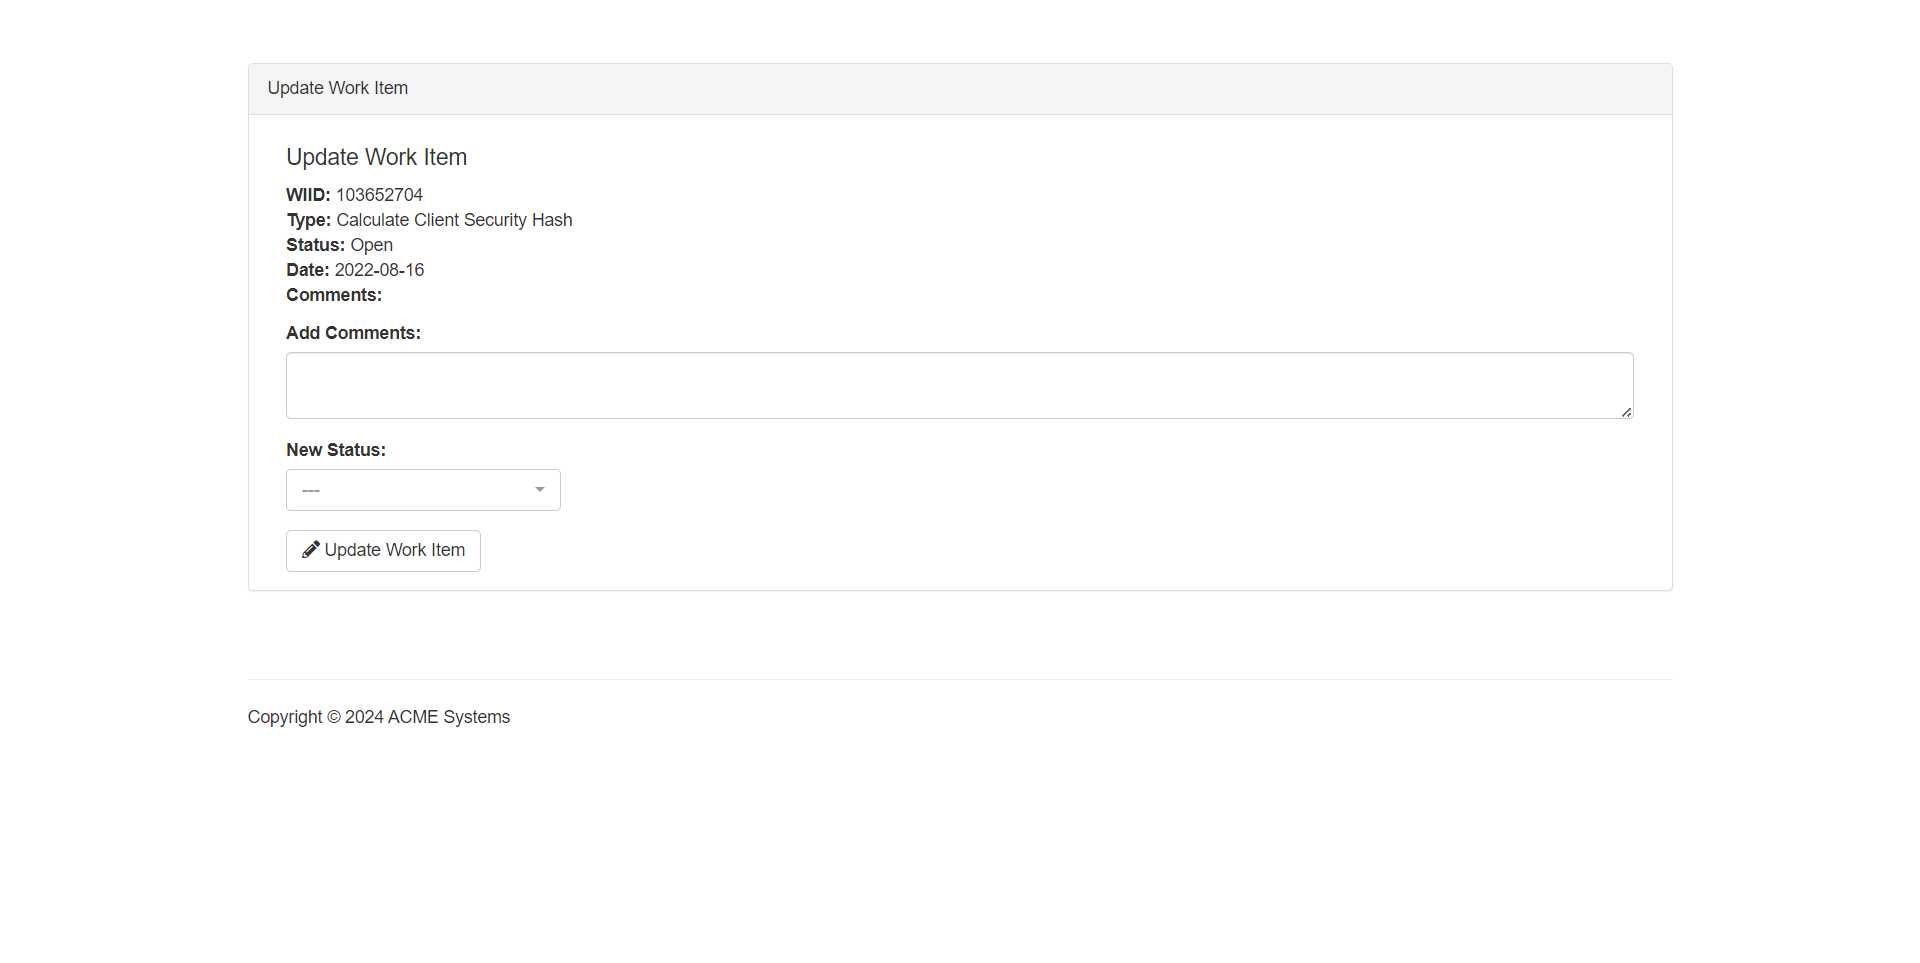 Update Work Item
Update Work Item
WIID: 103652704
Type: Calculate Client Security Hash
Status: Open
Date: 2022-08-16
Comments:
Add Comments:
New Status:
---
Update Work Item
Copyright © 2024 ACME Systems